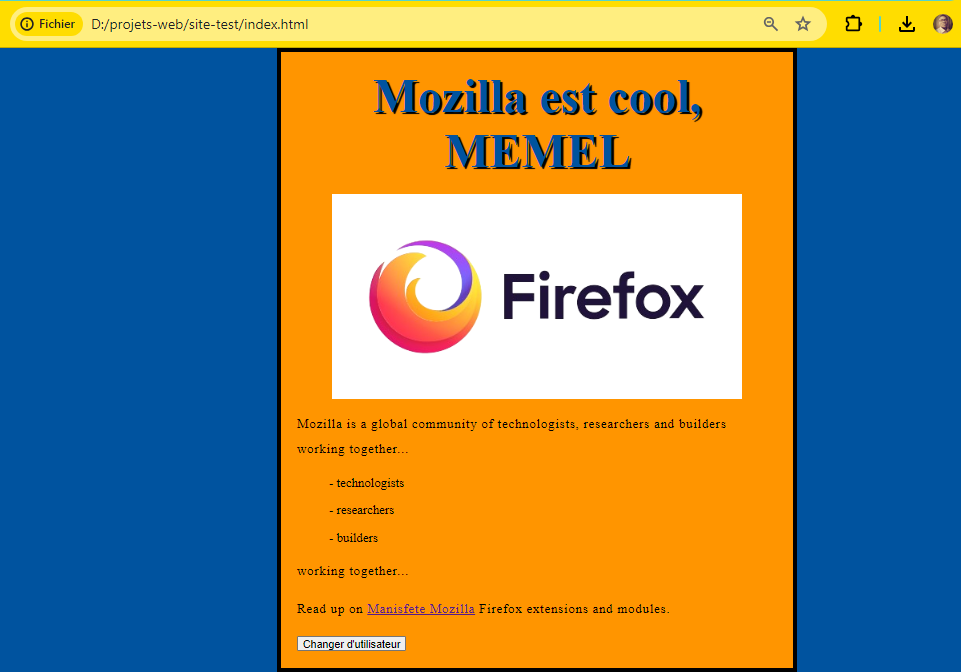 Fichier D:/projets-web/site-test/index.html
Mozilla est cool,
MEMEL
Firefox
Mozilla is a global community of technologists, researchers and builders
working together...
- technologists
- researchers
- builders
working together...
Read up on Manisfete Mozilla Firefox extensions and modules.
Changer d'utilisateur